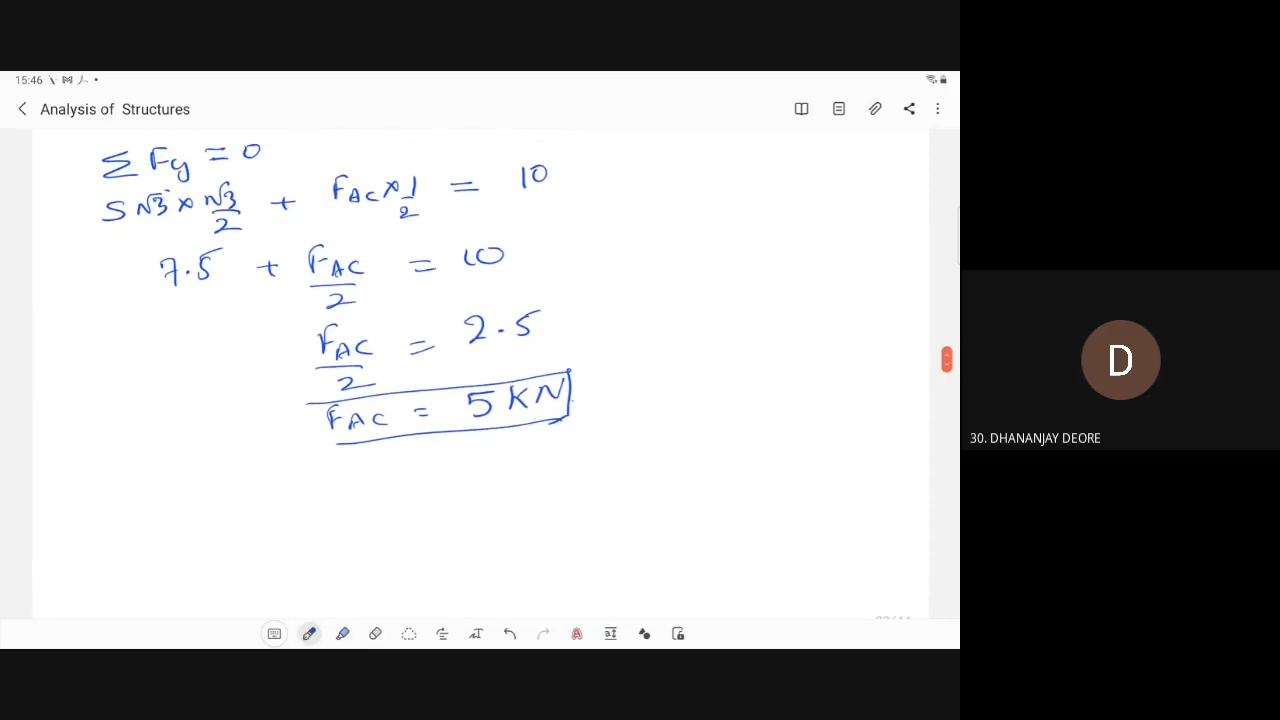 15:46
Analysis of Structures
Σ Fy = 0
5√3 × √3/2 + FAC × 1/2 = 10
7.5 + FAC/2 = 10
FAC/2 = 2.5
FAC = 5 KN
D
30. DHANANJAY DEORE